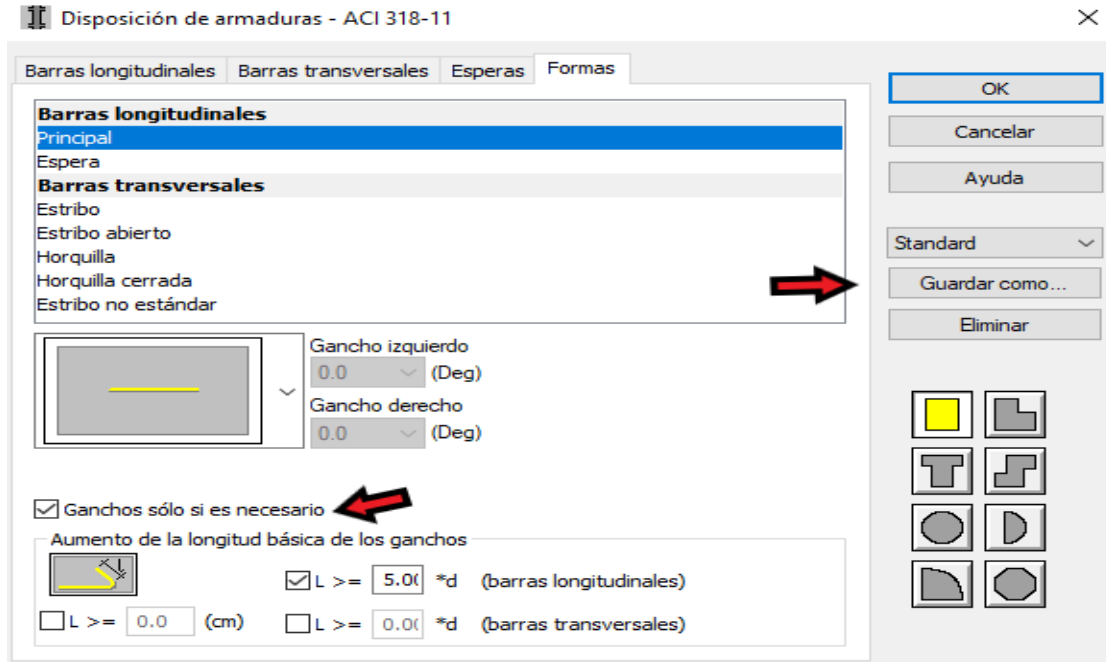 Disposición de armaduras - ACI 318-11
Barras longitudinales Barras transversales Esperas Formas
Barras longitudinales
Principal
Espera
Barras transversales
Estribo
Estribo abierto
Horquilla
Horquilla cerrada
Estribo no estándar
Gancho izquierdo
0.0 (Deg)
Gancho derecho
0.0 (Deg)
Ganchos sólo si es necesario
Aumento de la longitud básica de los ganchos
L >= 5.0( *d (barras longitudinales)
L >= 0.0 (cm) L >= 0.0( *d (barras transversales)
OK
Cancelar
Ayuda
Standard
Guardar como...
Eliminar